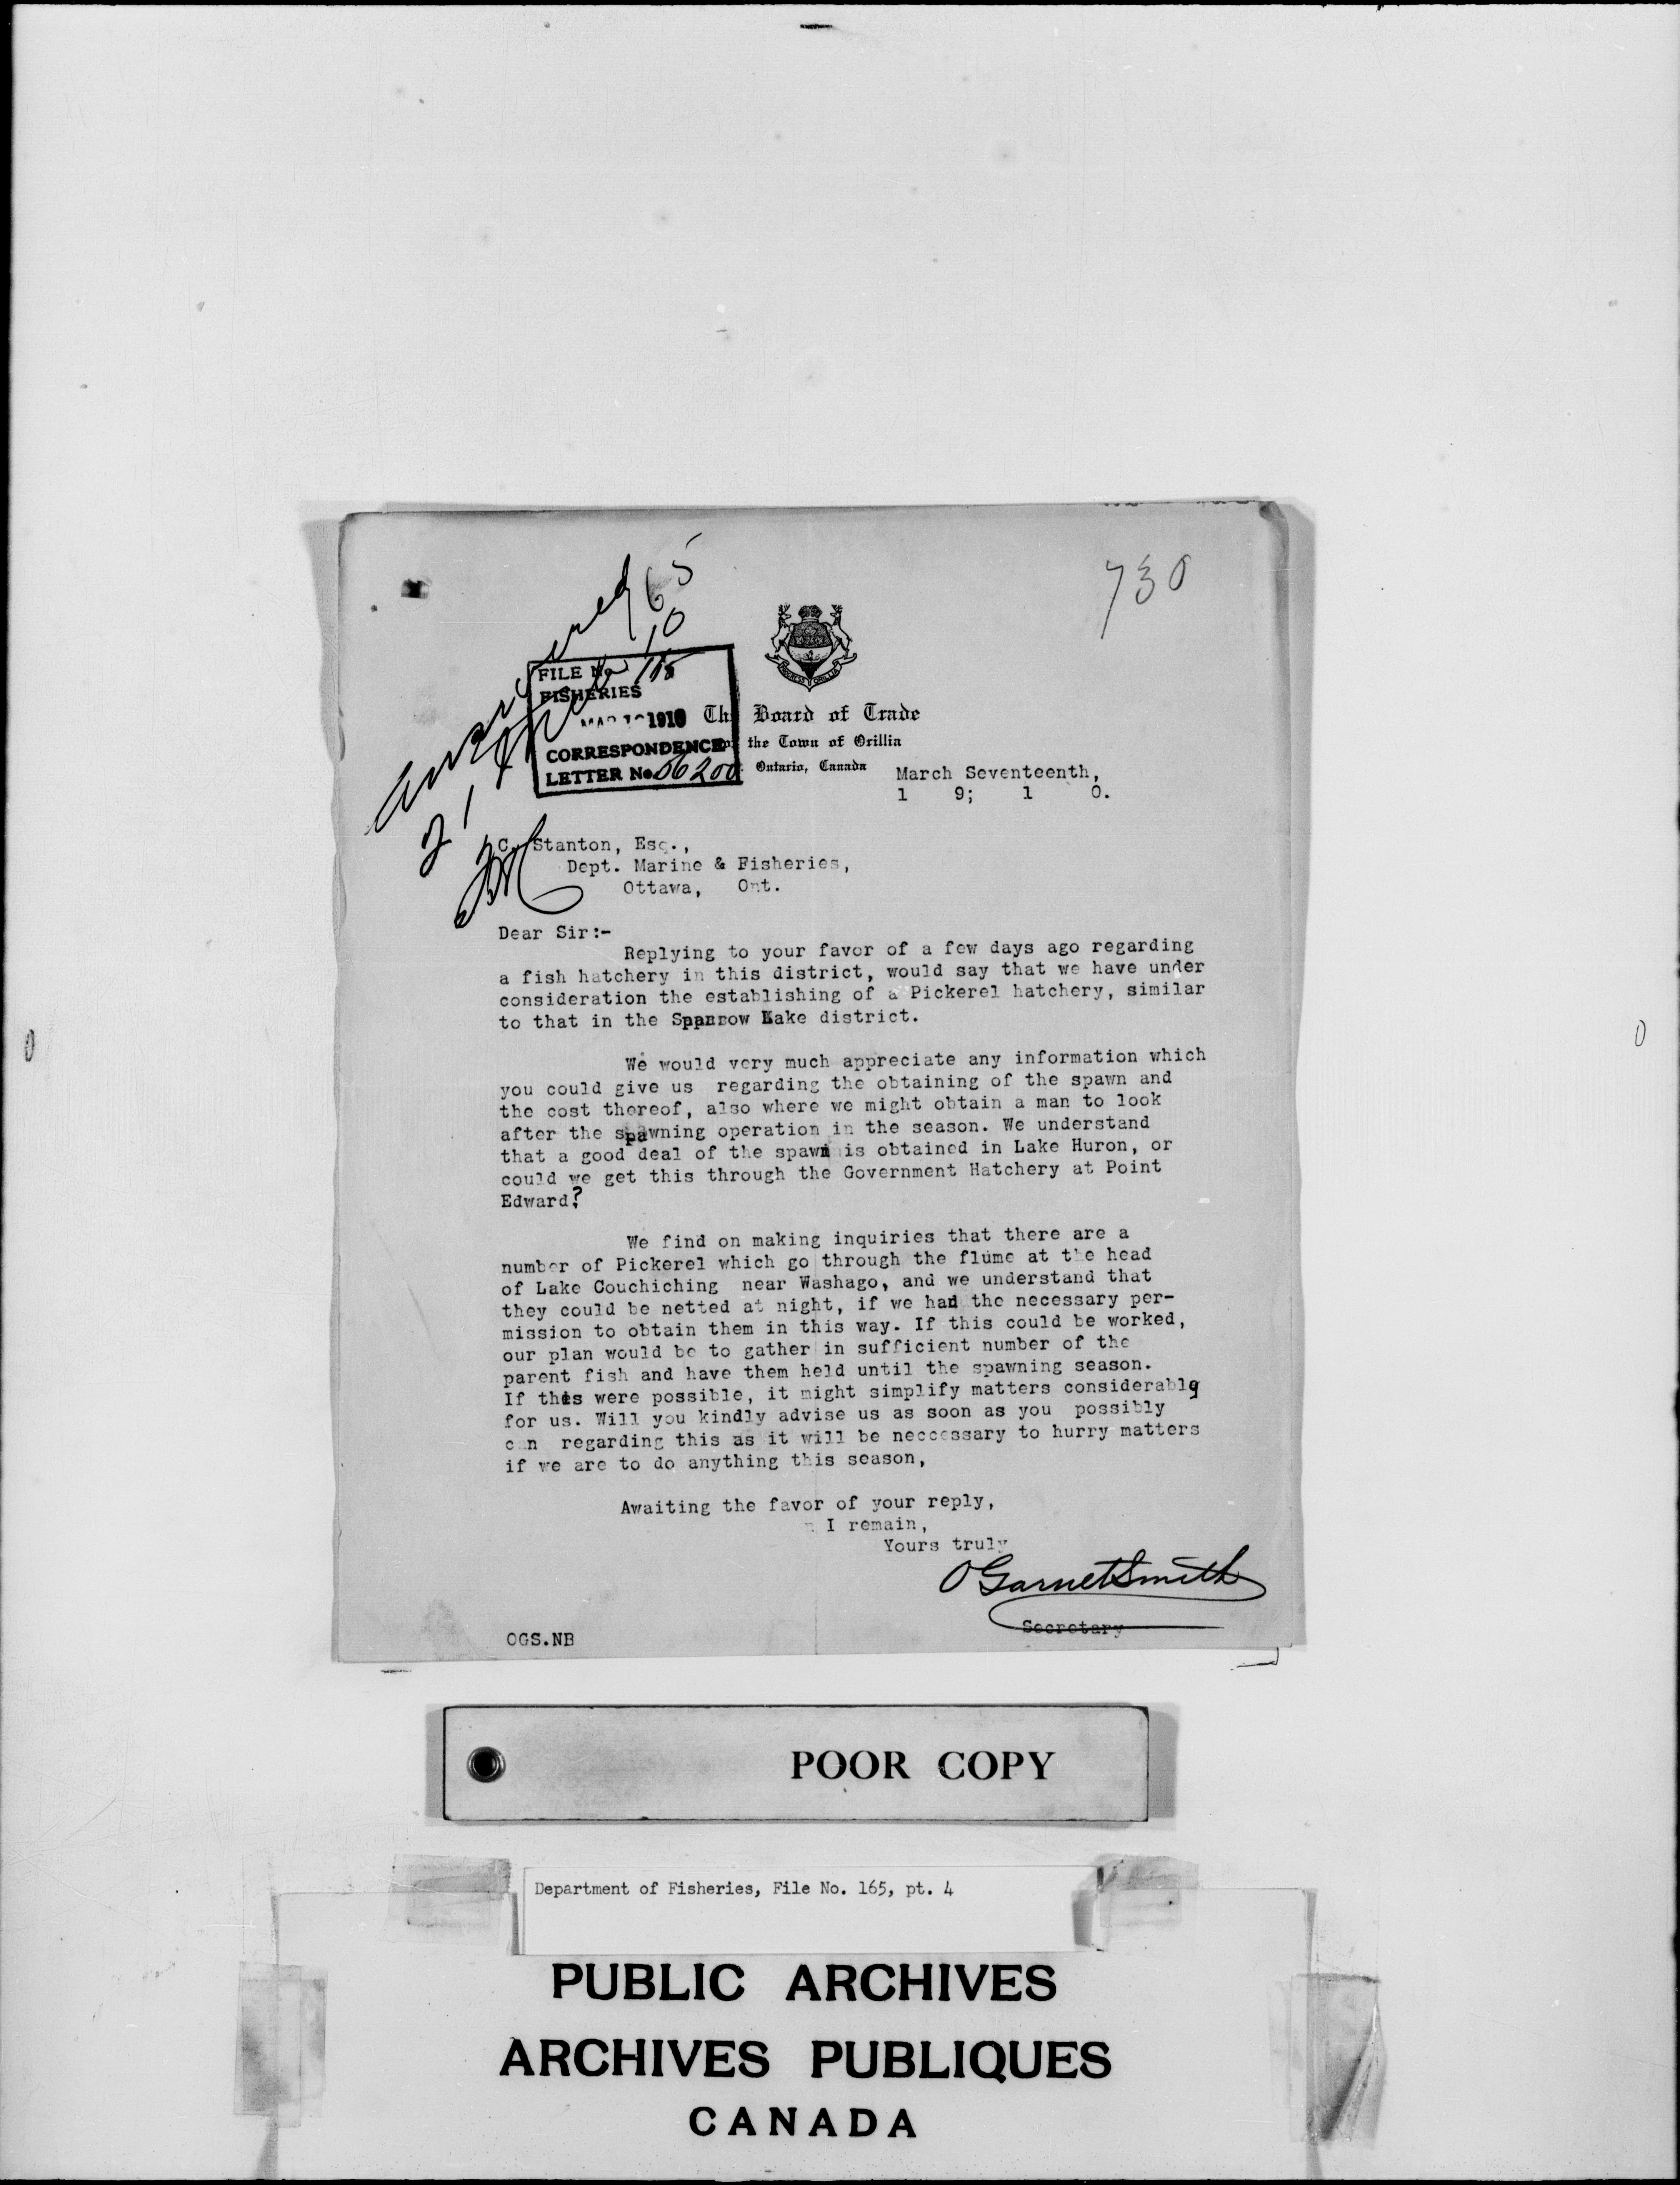 730
Answered
FILE No 165
FISHERIES
1910
CORRESPONDENCE
LETTER No. 06200
The Board of Trade
of the Town of Orillia
Ontario, Canada
March Seventeenth,
1 9; 1 0.
C. Stanton, Esq.,
Dept. Marine & Fisheries,
Ottawa, Ont.
Dear Sir:-
Replying to your favor of a few days ago regarding
a fish hatchery in this district, would say that we have under
consideration the establishing of a Pickerel hatchery, similar
to that in the Sparrow Lake district.
We would very much appreciate any information which
you could give us regarding the obtaining of the spawn and
the cost thereof, also where we might obtain a man to look
after the spawning operation in the season. We understand
that a good deal of the spawn is obtained in Lake Huron, or
could we get this through the Government Hatchery at Point
Edward?
We find on making inquiries that there are a
number of Pickerel which go through the flume at the head
of Lake Couchiching near Washago, and we understand that
they could be netted at night, if we had the necessary per-
mission to obtain them in this way. If this could be worked,
our plan would be to gather in sufficient number of the
parent fish and have them held until the spawning season.
If this were possible, it might simplify matters considerably
for us. Will you kindly advise us as soon as you possibly
can regarding this as it will be neccessary to hurry matters
if we are to do anything this season,
Awaiting the favor of your reply,
I remain,
Yours truly
O Garnet Smith
Secretary
OGS.NB
POOR COPY
Department of Fisheries, File No. 165, pt. 4
PUBLIC ARCHIVES
ARCHIVES PUBLIQUES
CANADA